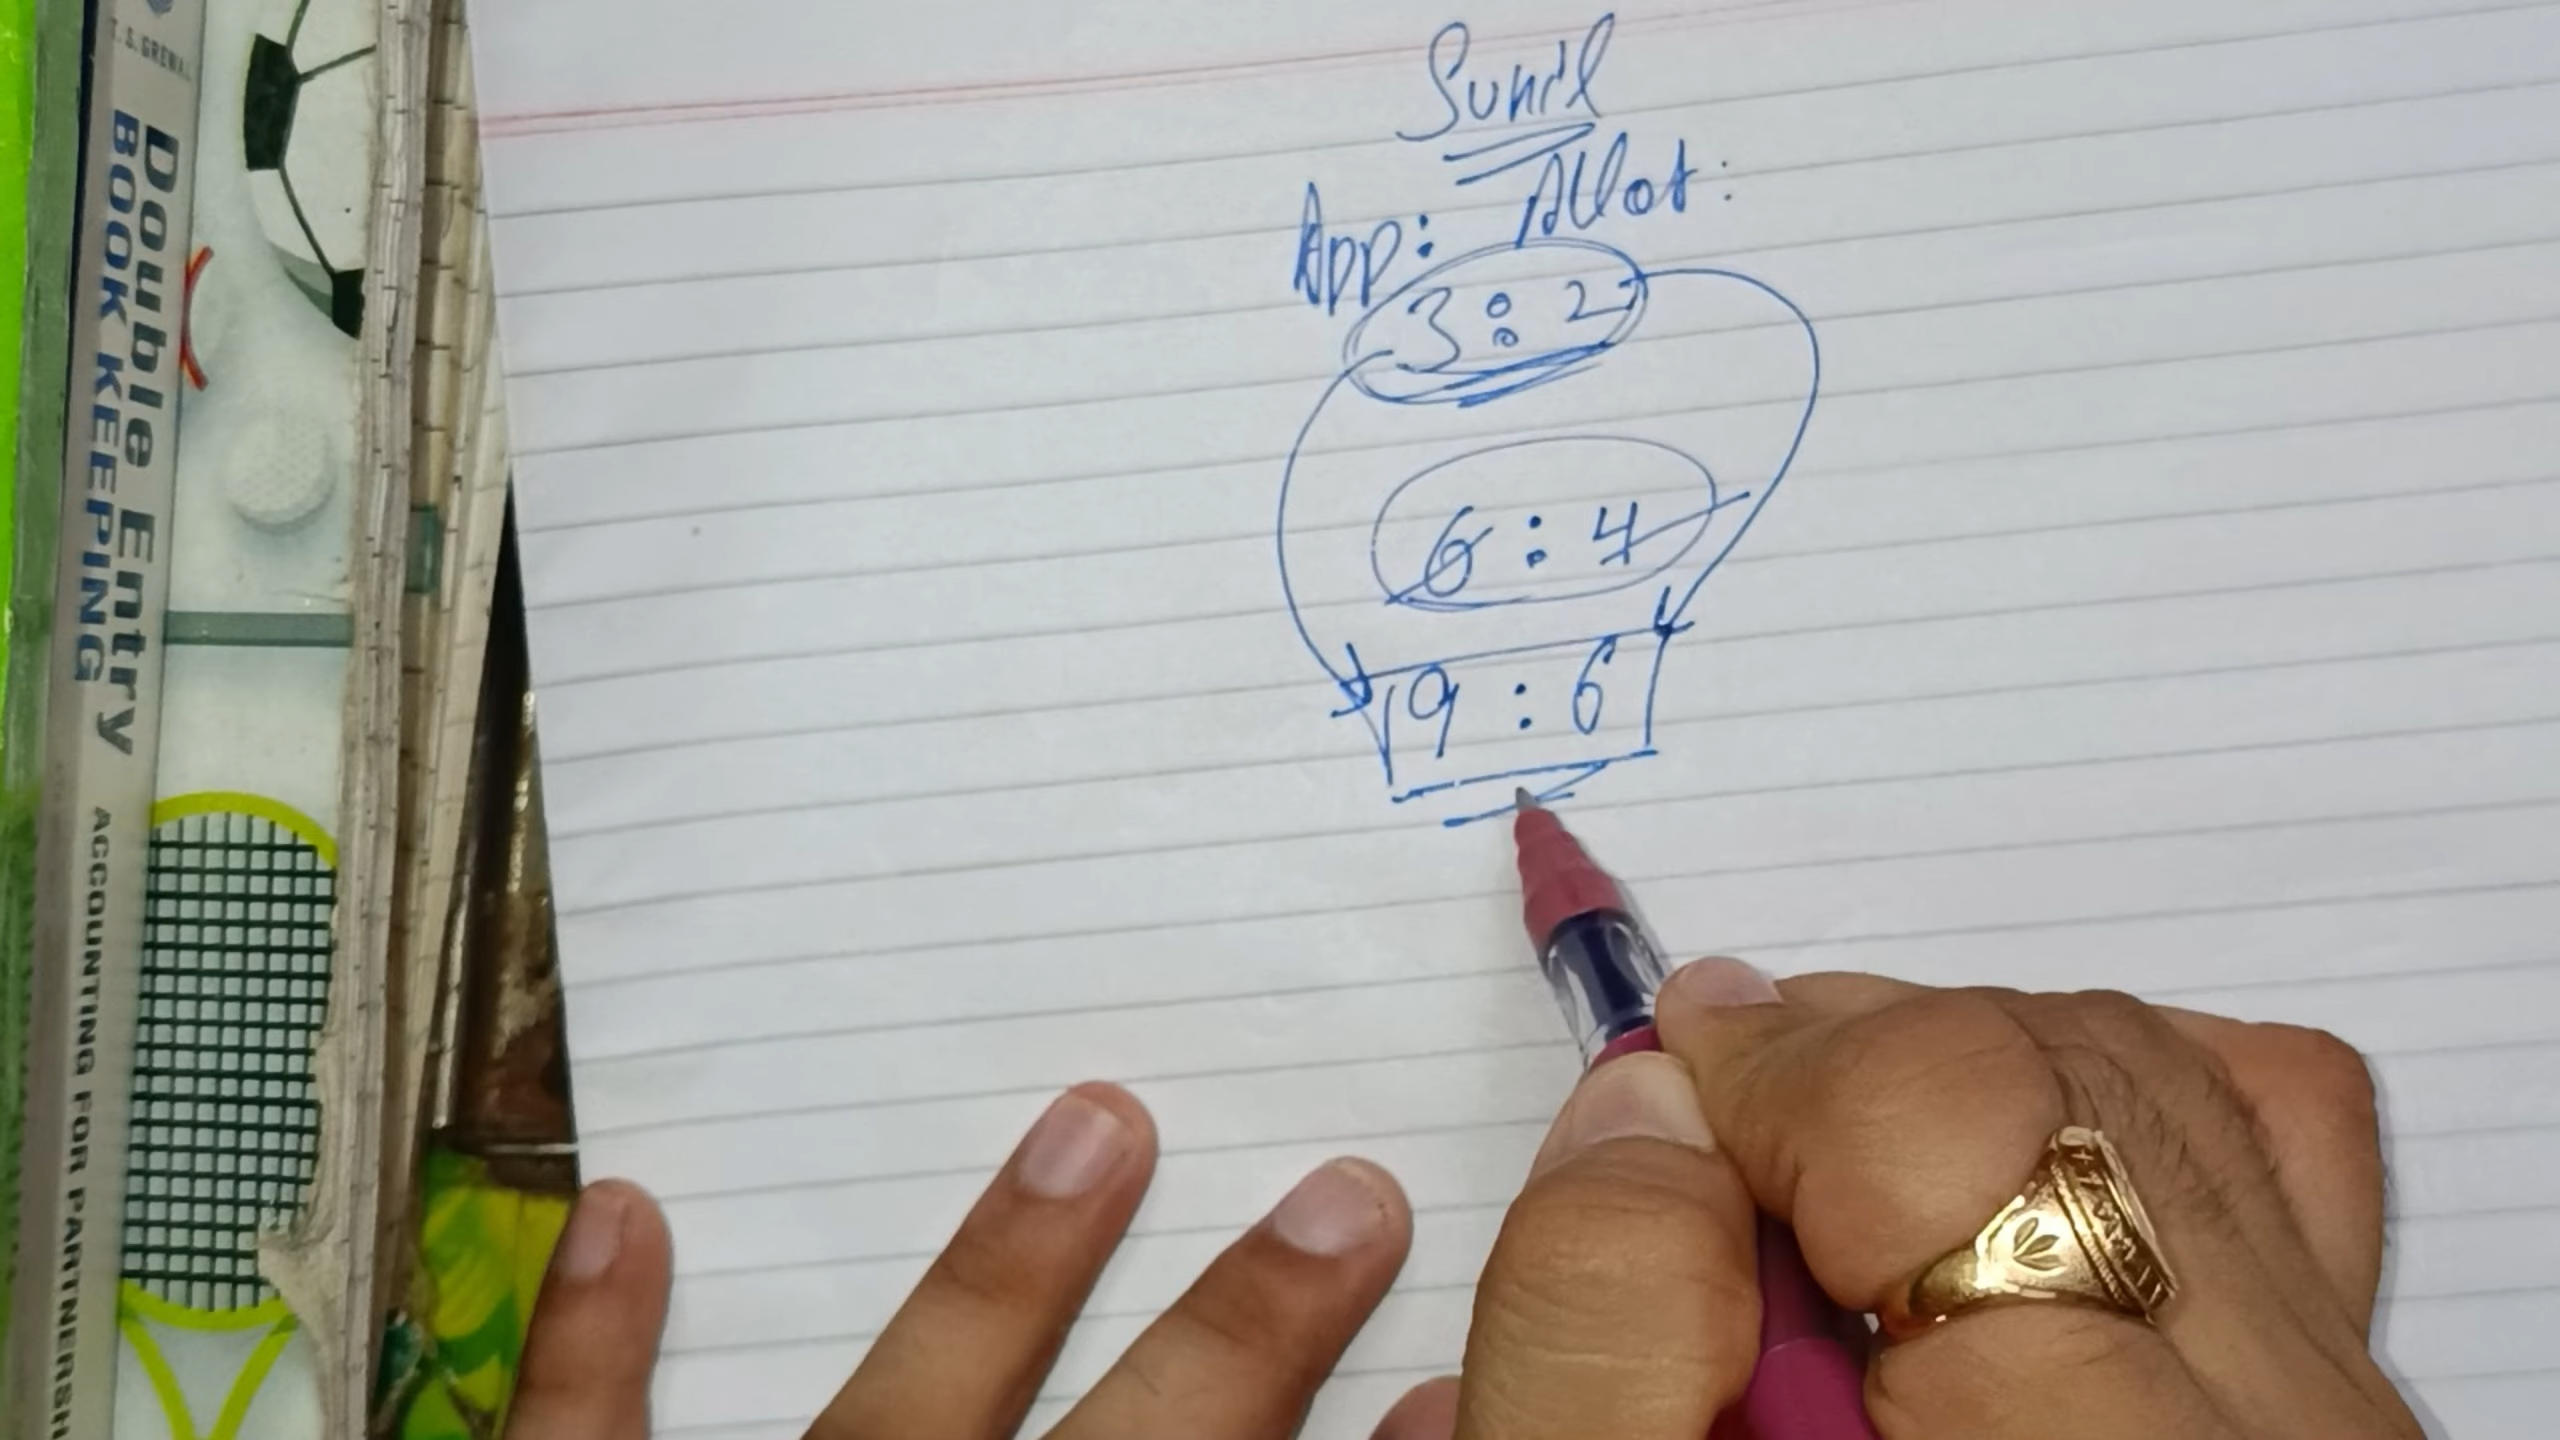 T.S. GREWAL
Double Entry
BOOK KEEPING
ACCOUNTING FOR PARTNERSH
Sunil
App: Allot:
3 : 2
6 : 4
9 : 6